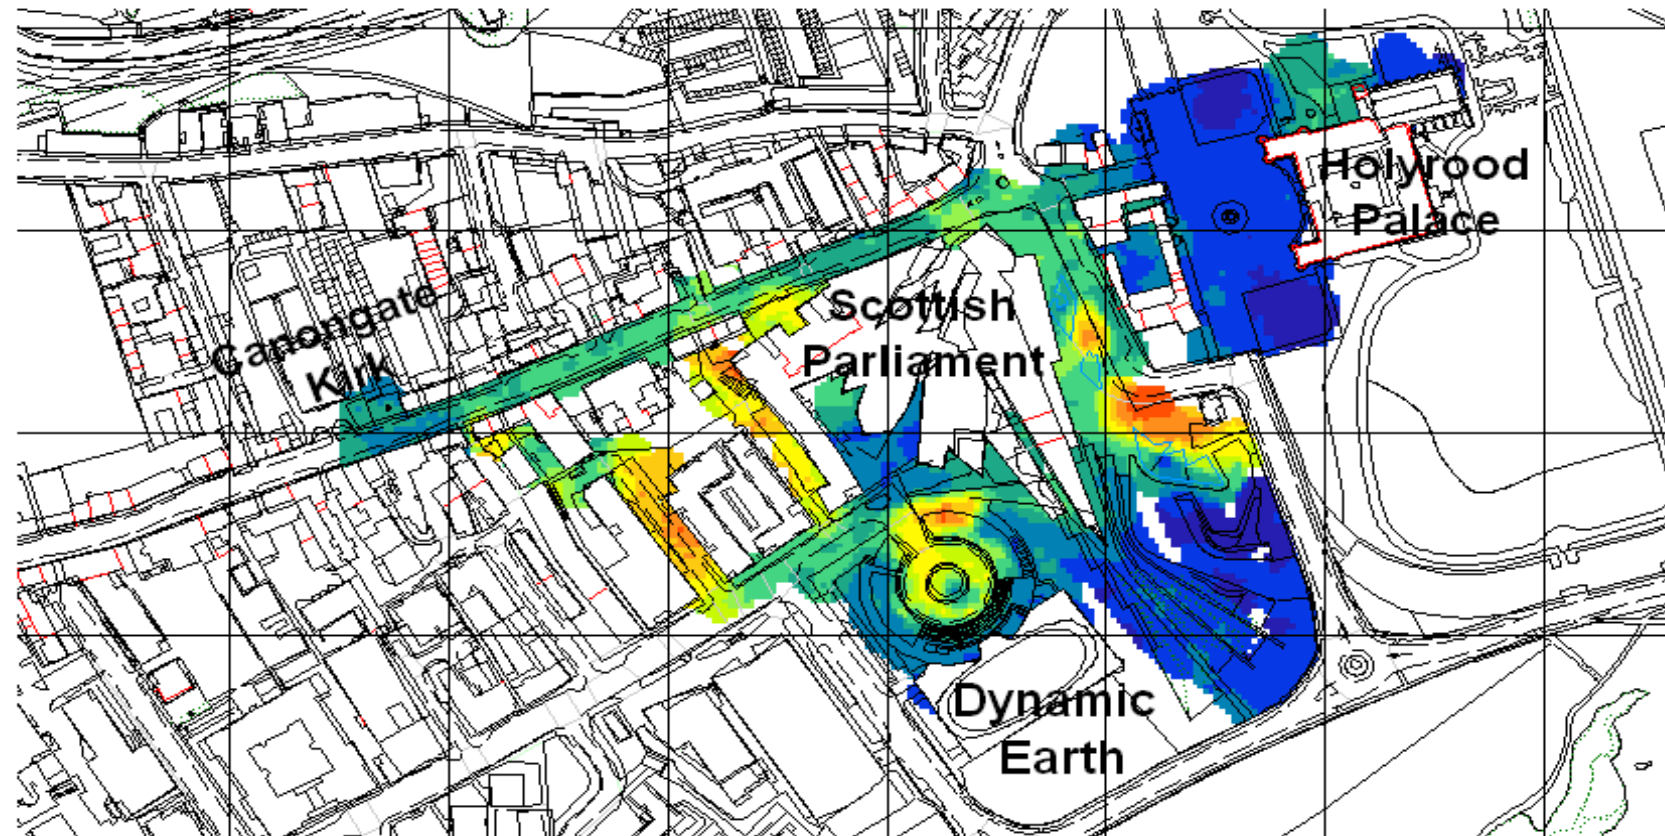 Holyrood
Palace
Canongate
Kirk
Scottish
Parliament
Dynamic
Earth